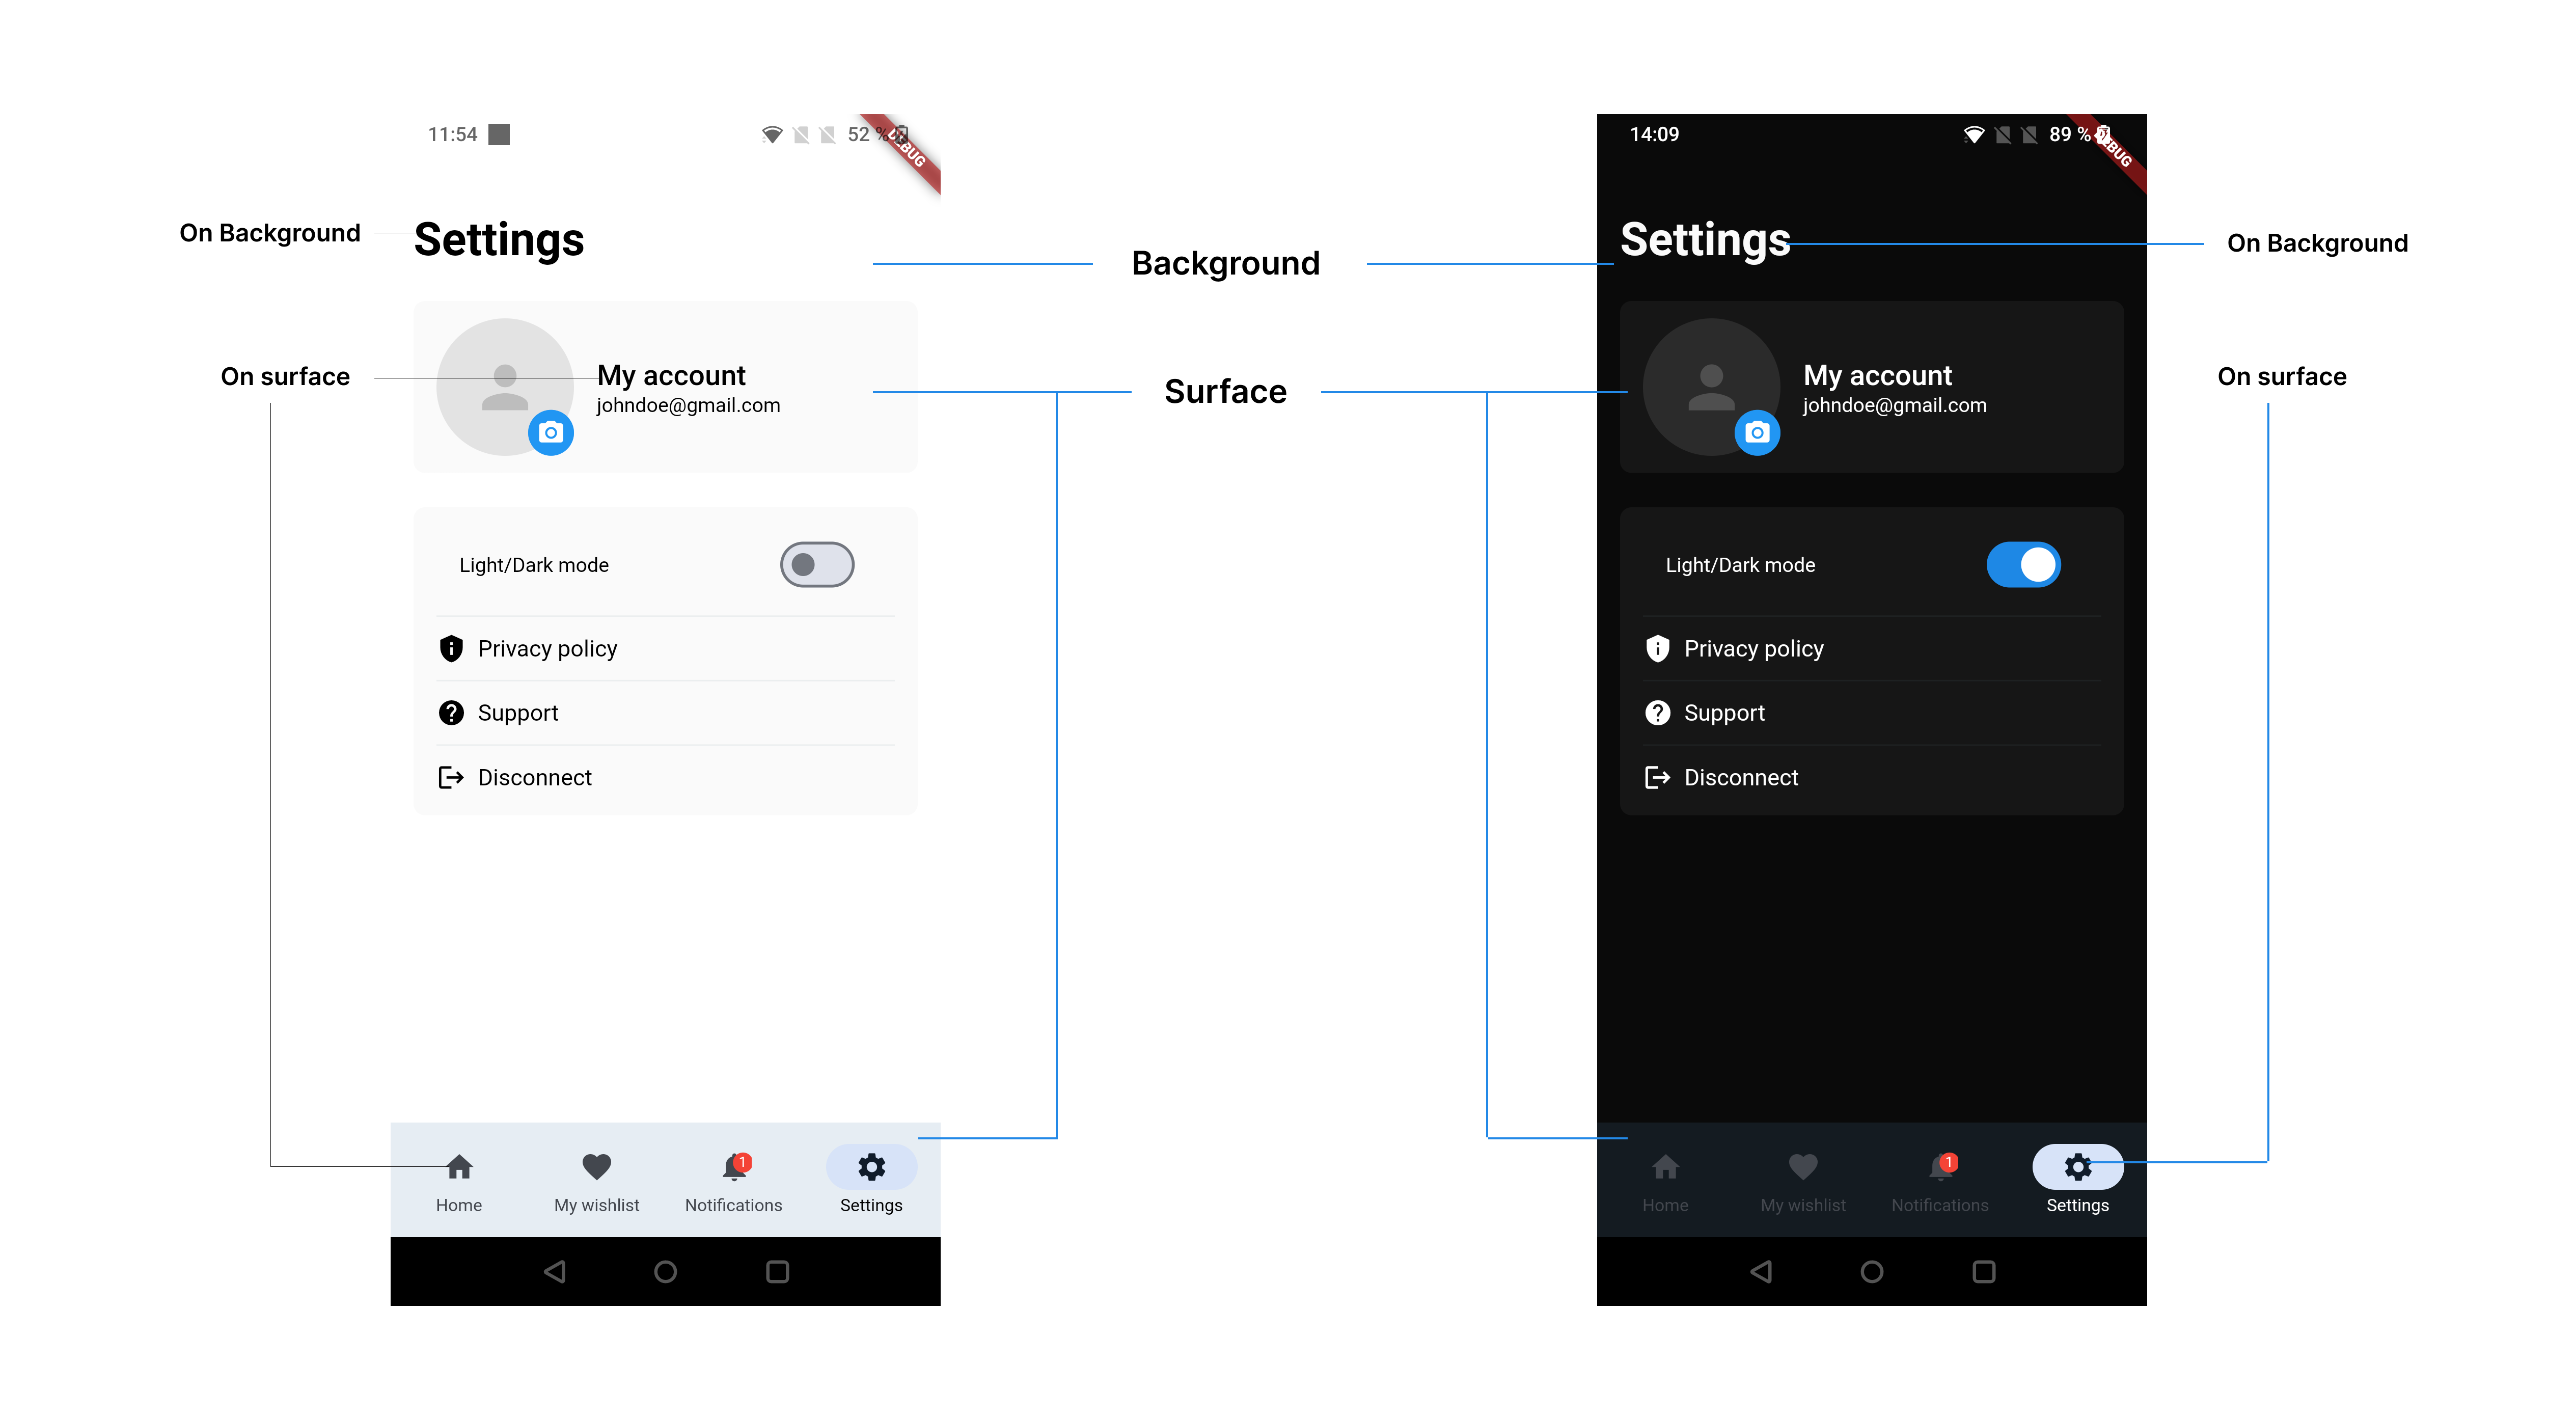 11:54
52 %
DEBUG
14:09
89 %
BUG
On Background
Settings
Background
Settings
On Background
On surface
My account
johndoe@gmail.com
Surface
My account
johndoe@gmail.com
On surface
Light/Dark mode
Privacy policy
Support
Disconnect
Light/Dark mode
Privacy policy
Support
Disconnect
1
Home
My wishlist
Notifications
Settings
1
Home
My wishlist
Notifications
Settings